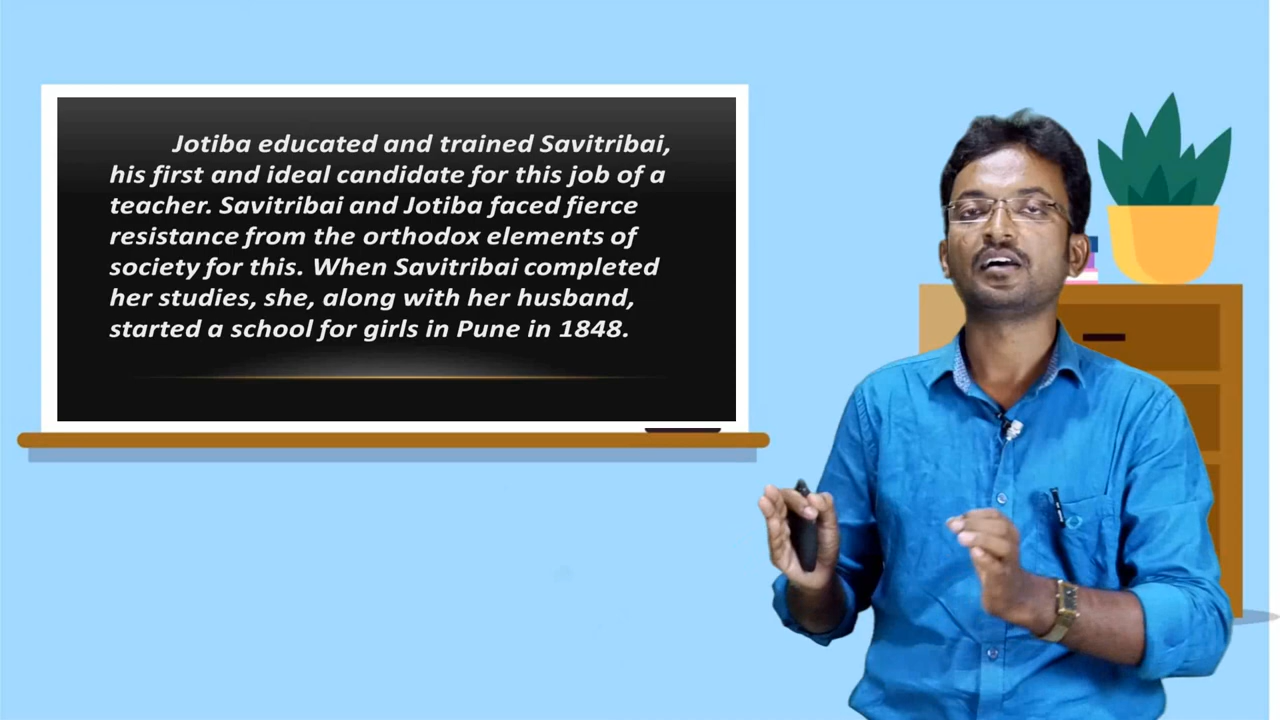 Jotiba educated and trained Savitribai,
his first and ideal candidate for this job of a
teacher. Savitribai and Jotiba faced fierce
resistance from the orthodox elements of
society for this. When Savitribai completed
her studies, she, along with her husband,
started a school for girls in Pune in 1848.